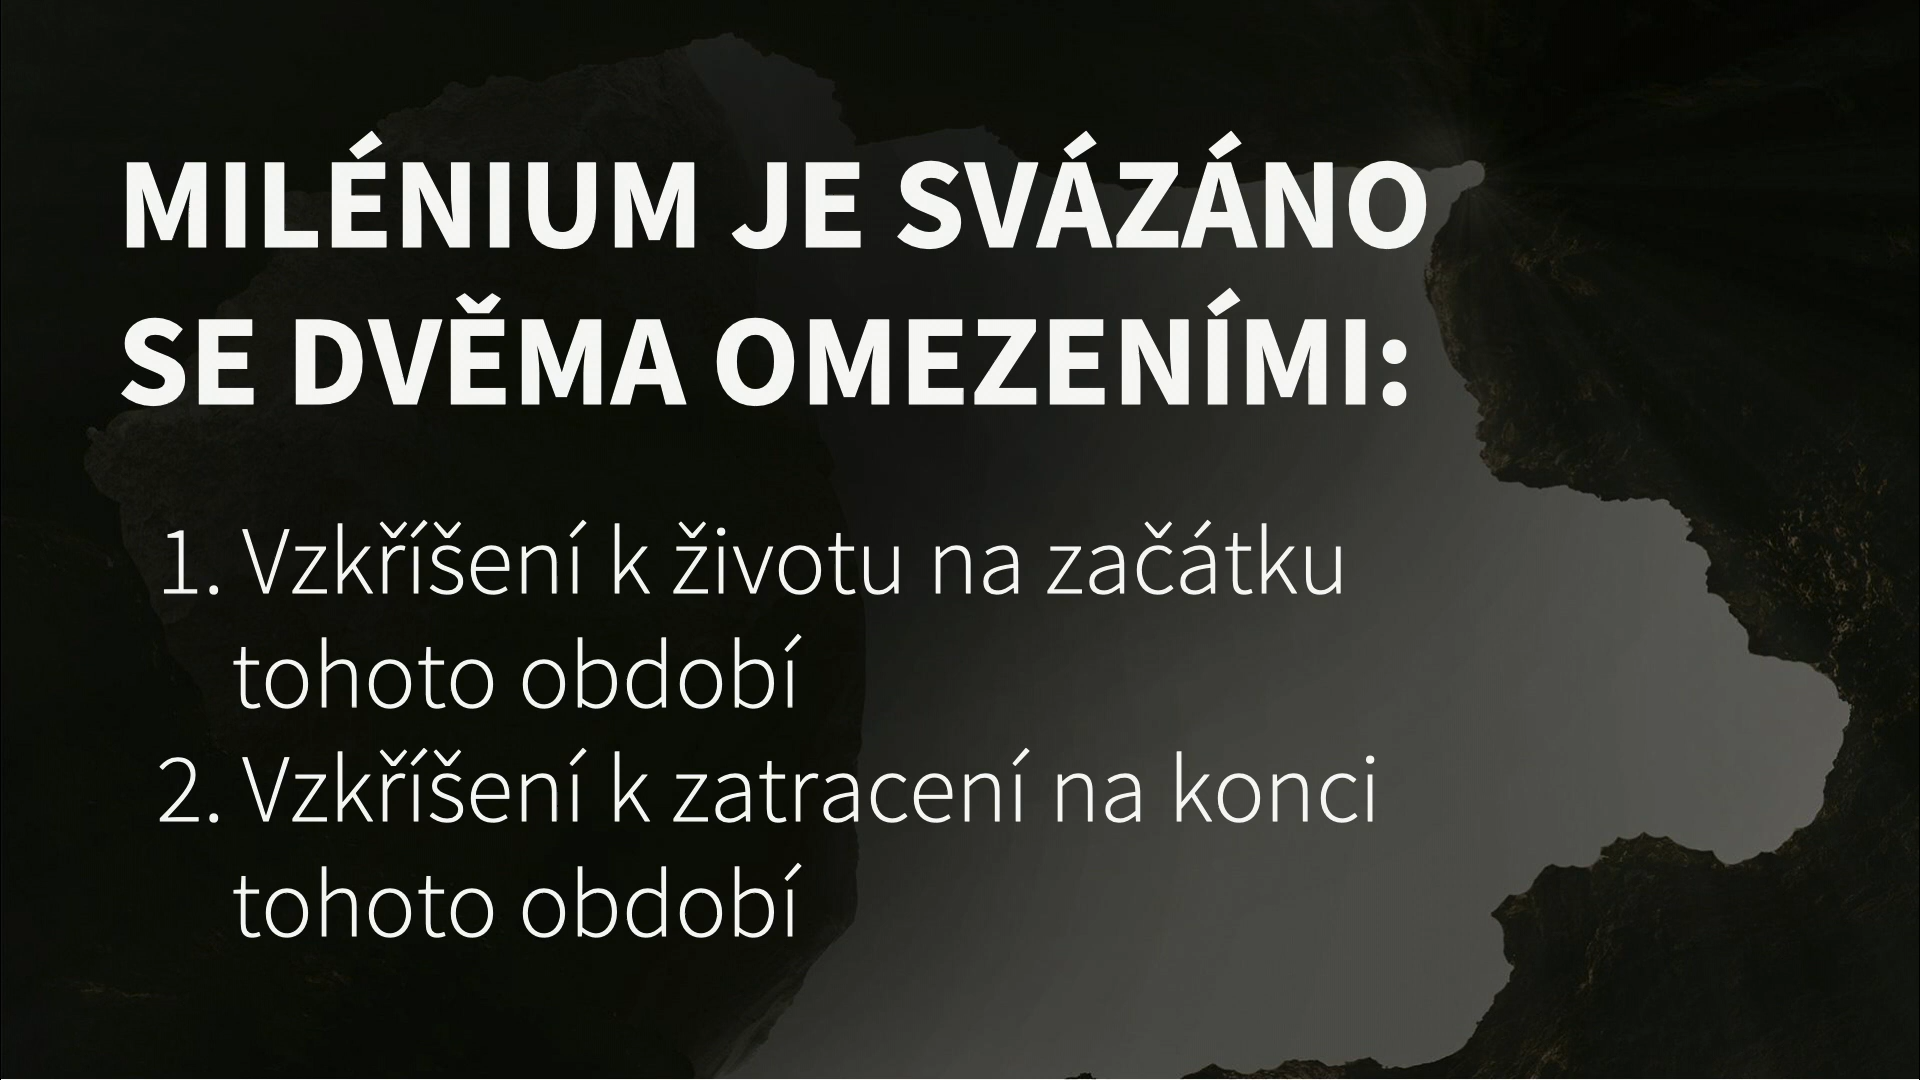 MILÉNIUM JE SVÁZÁNO
SE DVĚMA OMEZENÍMI:
1. Vzkříšení k životu na začátku
tohoto období
2. Vzkříšení k zatracení na konci
tohoto období